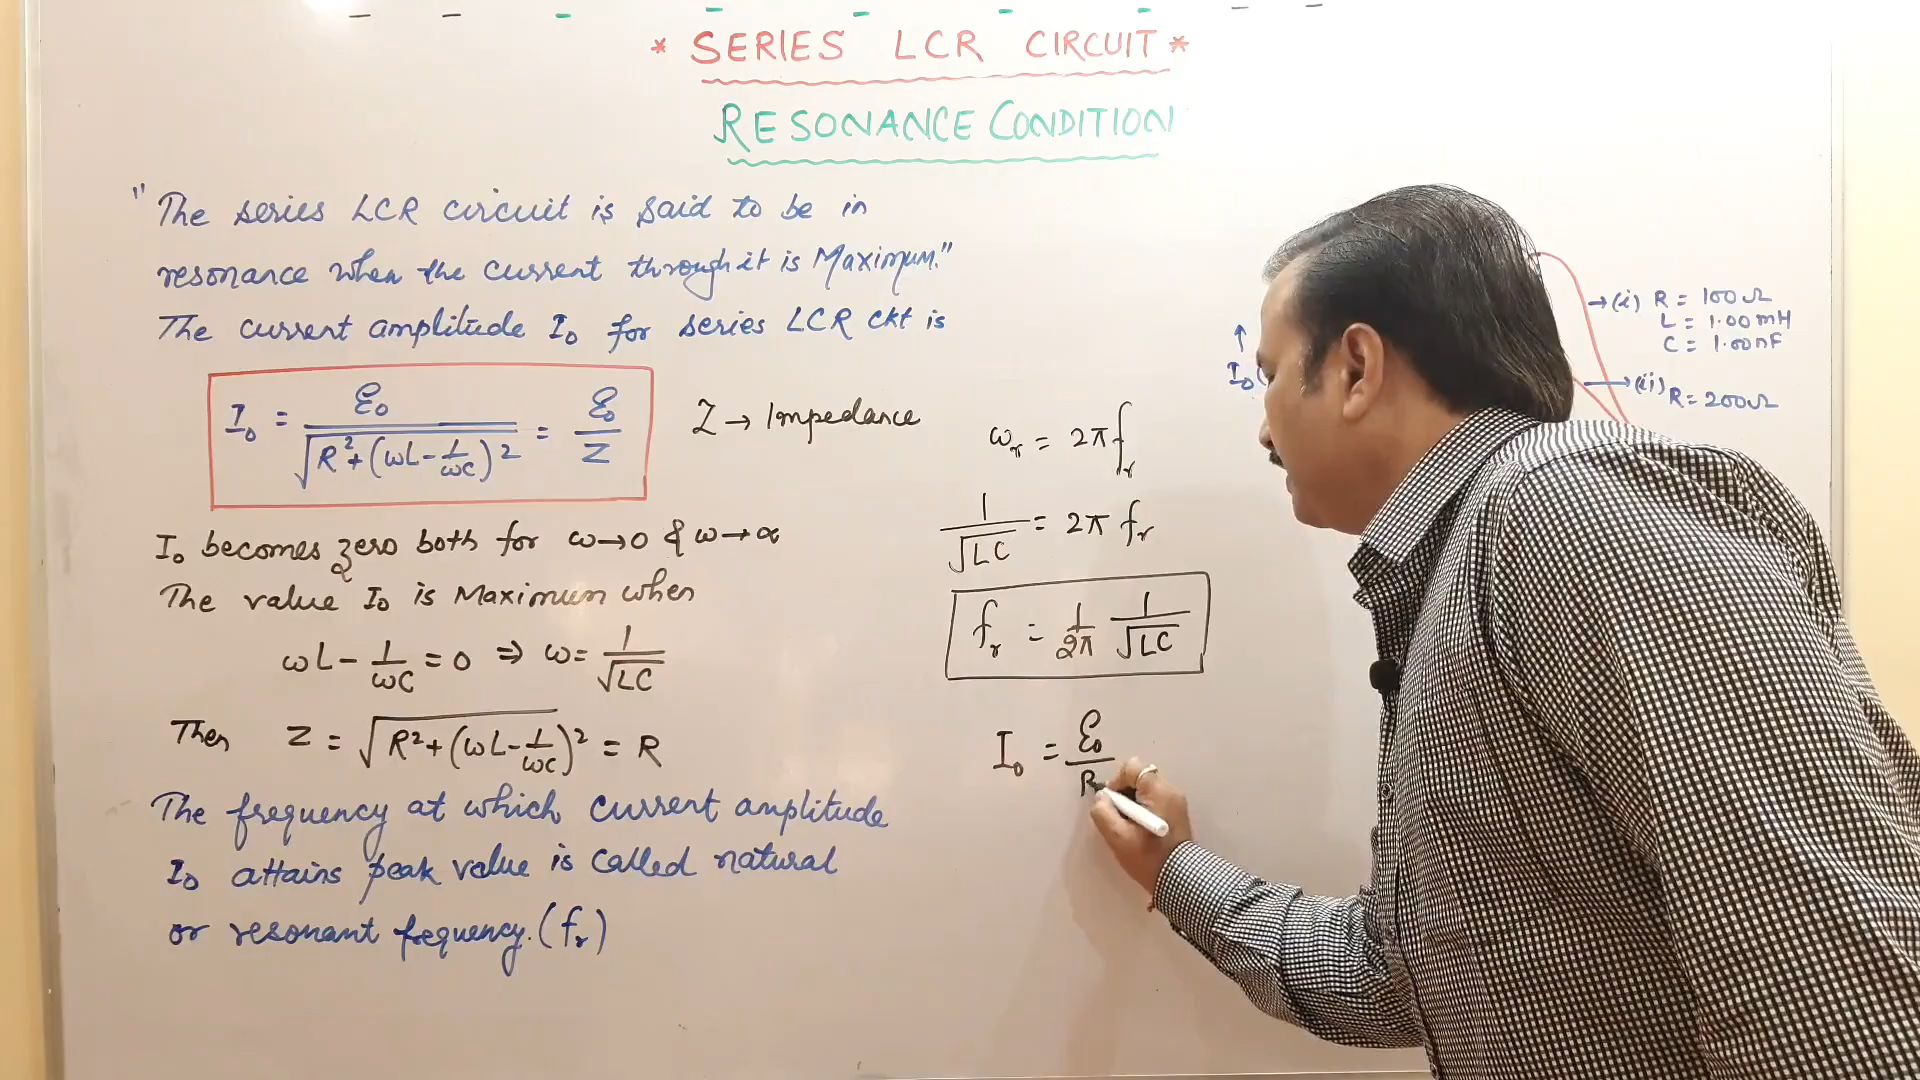 * SERIES LCR CIRCUIT *
RESONANCE CONDITION
"The series LCR circuit is said to be in
resonance when the current through it is Maximum."
The current amplitude I₀ for series LCR ckt is
I₀ = ℰ₀ / √(R² + (ωL - 1/ωC)²) = ℰ₀ / Z
Z → Impedance
I₀ becomes zero both for ω→0 & ω→∝
The value I₀ is Maximum when
ωL - 1/ωC = 0 ⇒ ω = 1/√LC
Then Z = √(R² + (ωL - 1/ωC)²) = R
The frequency at which current amplitude
I₀ attains peak value is called natural
or resonant frequency. (fᵣ)
ωᵣ = 2πfᵣ
1/√LC = 2π fᵣ
fᵣ = 1/2π 1/√LC
I₀ = ℰ₀ / R
↑
I₀ (
→ (i) R = 100Ω
L = 1.00 mH
C = 1.00 nF
→ (ii) R = 200Ω